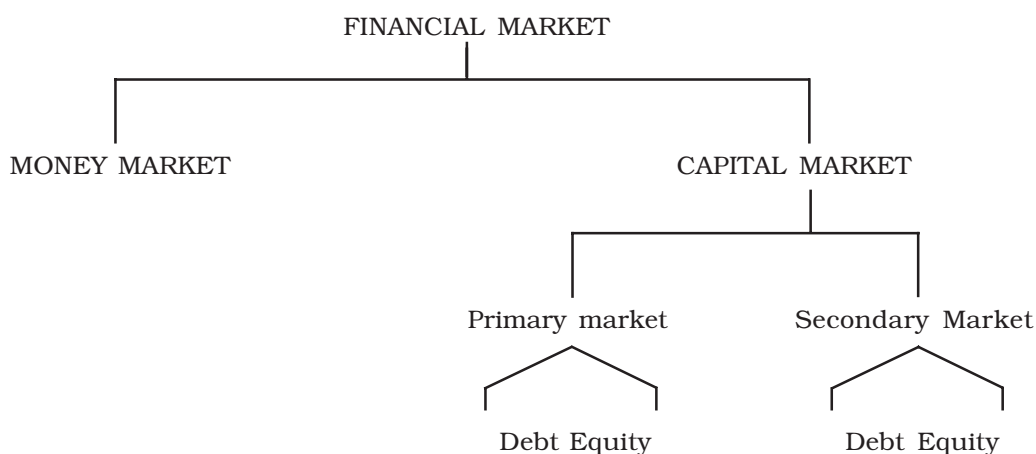 FINANCIAL MARKET
MONEY MARKET
CAPITAL MARKET
Primary market
Secondary Market
Debt Equity
Debt Equity